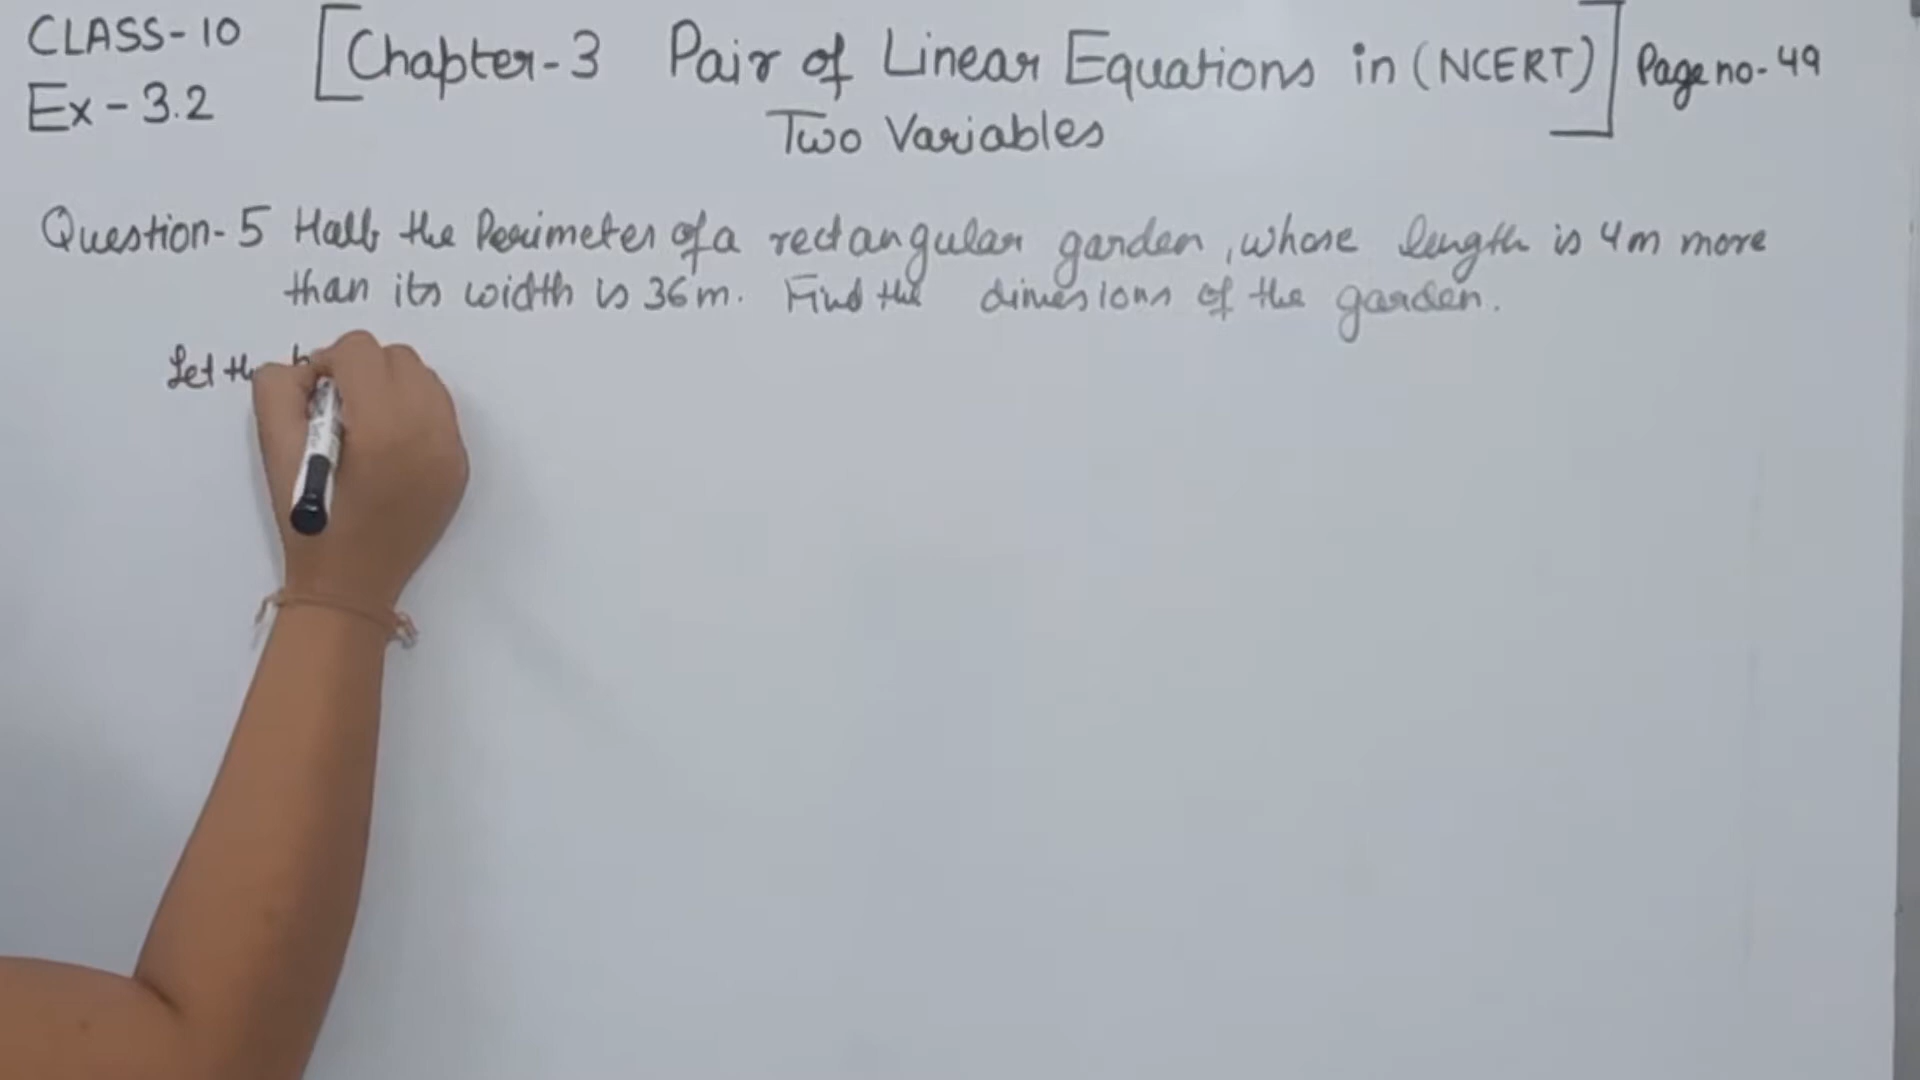 CLASS-10 [Chapter-3 Pair of Linear Equations in (NCERT)] Page no-49
Ex-3.2 Two Variables
Question-5 Half the Perimeter of a rectangular garden, whose length is 4m more
than its width is 36m. Find the dimesions of the garden.
Let